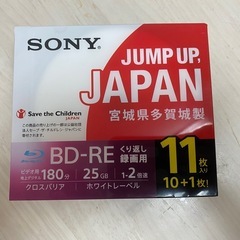 SONY
JUMP UP,
JAPAN
宮城県多賀城製
Save the Children
JAPAN
BD-RE
くり返し
録画用
11
枚入り
10+1枚!
ビデオ用
180分
25GB
1-2倍速
クロスバリア
ホワイトレーベル